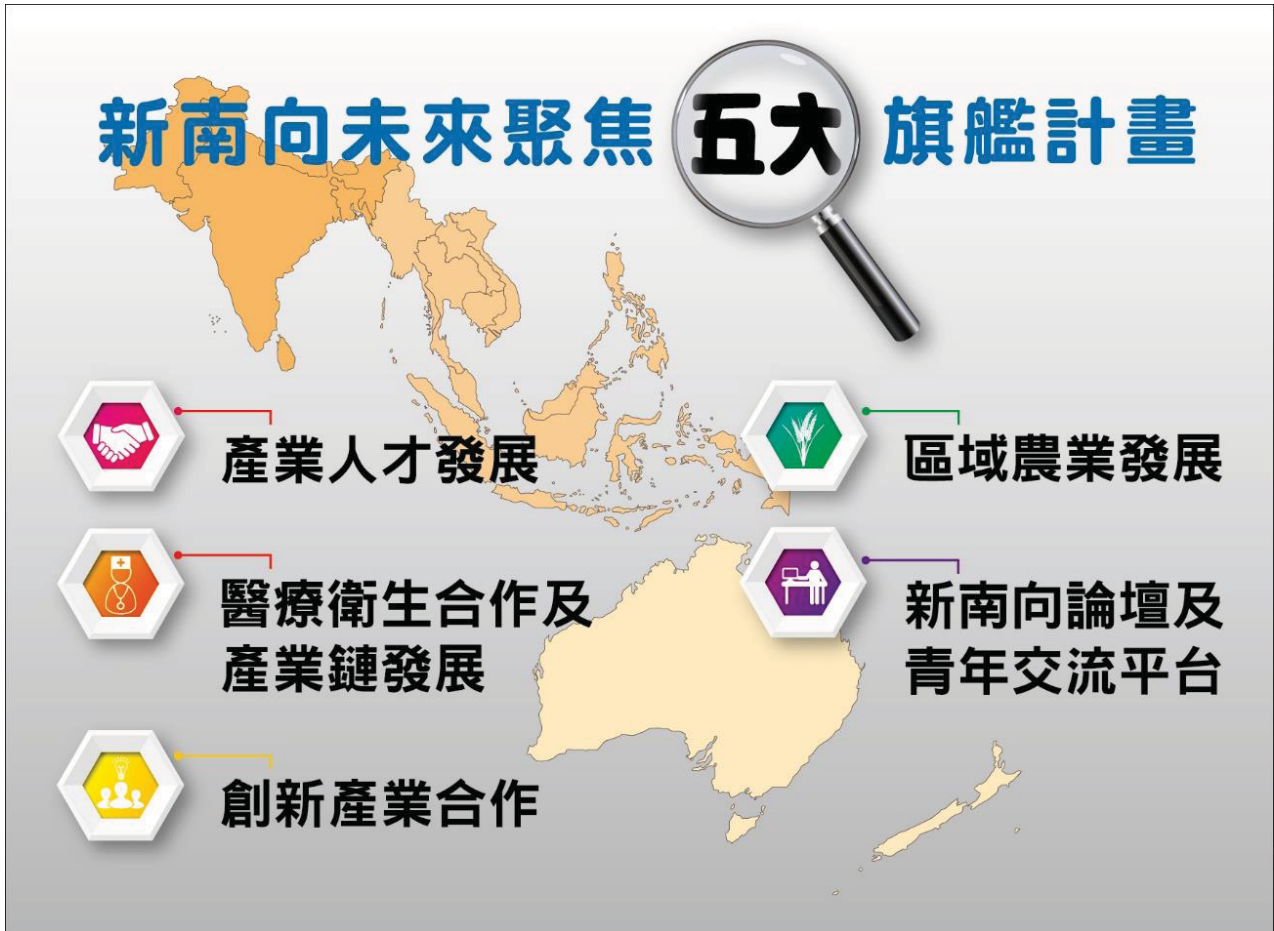 新南向未來聚焦五大旗艦計畫
產業人才發展
醫療衛生合作及
產業鏈發展
創新產業合作
區域農業發展
新南向論壇及
青年交流平台